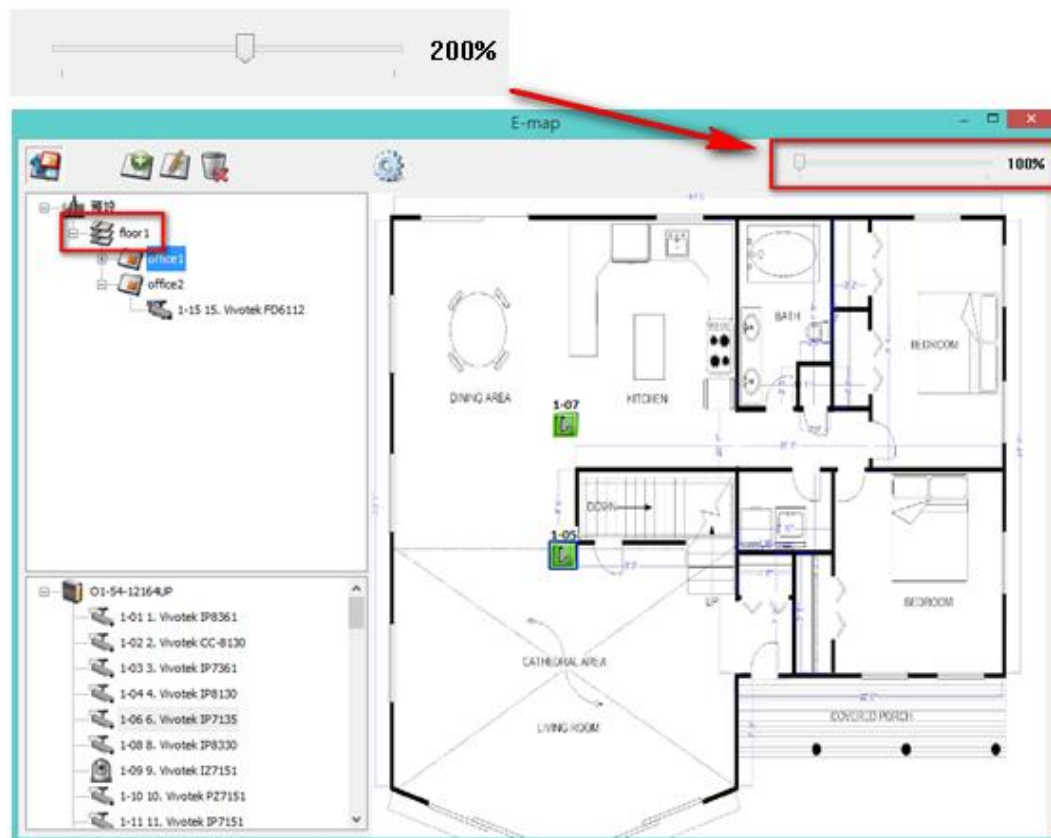 200%
E-map
100%
預設
floor1
office1
office2
1-15 15. Vivotek FD6112
BATH
BEDROOM
DINING AREA
KITCHEN
1-07
DOWN
1-05
UP
BEDROOM
CATHEDRAL AREA
LIVING ROOM
COVERED PORCH
O1-54-12164UP
1-01 1. Vivotek IP8361
1-02 2. Vivotek CC-8130
1-03 3. Vivotek IP7361
1-04 4. Vivotek IP8130
1-06 6. Vivotek IP7135
1-08 8. Vivotek IP8330
1-09 9. Vivotek IZ7151
1-10 10. Vivotek PZ7151
1-11 11. Vivotek IP7151